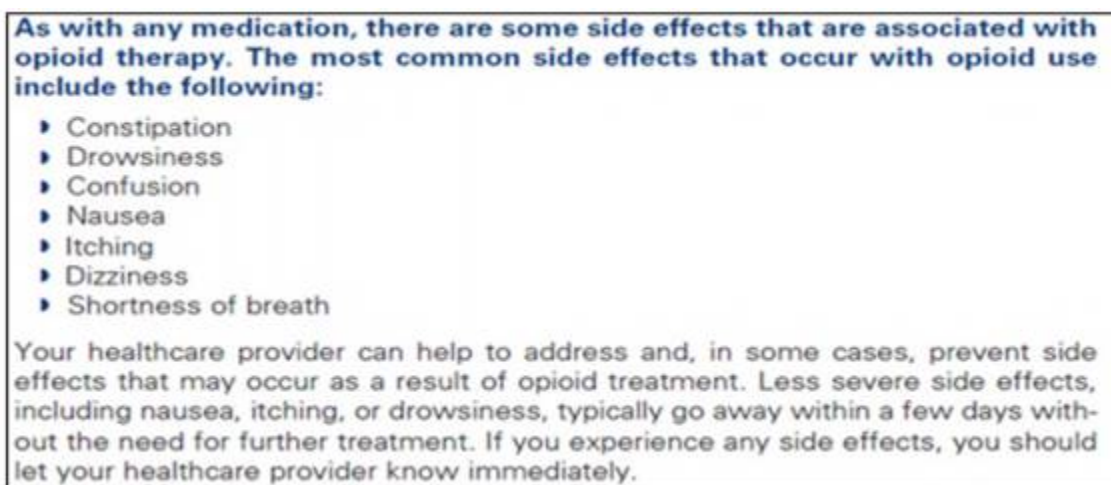 As with any medication, there are some side effects that are associated with
opioid therapy. The most common side effects that occur with opioid use
include the following:
Constipation
Drowsiness
Confusion
Nausea
Itching
Dizziness
Shortness of breath
Your healthcare provider can help to address and, in some cases, prevent side
effects that may occur as a result of opioid treatment. Less severe side effects,
including nausea, itching, or drowsiness, typically go away within a few days with-
out the need for further treatment. If you experience any side effects, you should
let your healthcare provider know immediately.